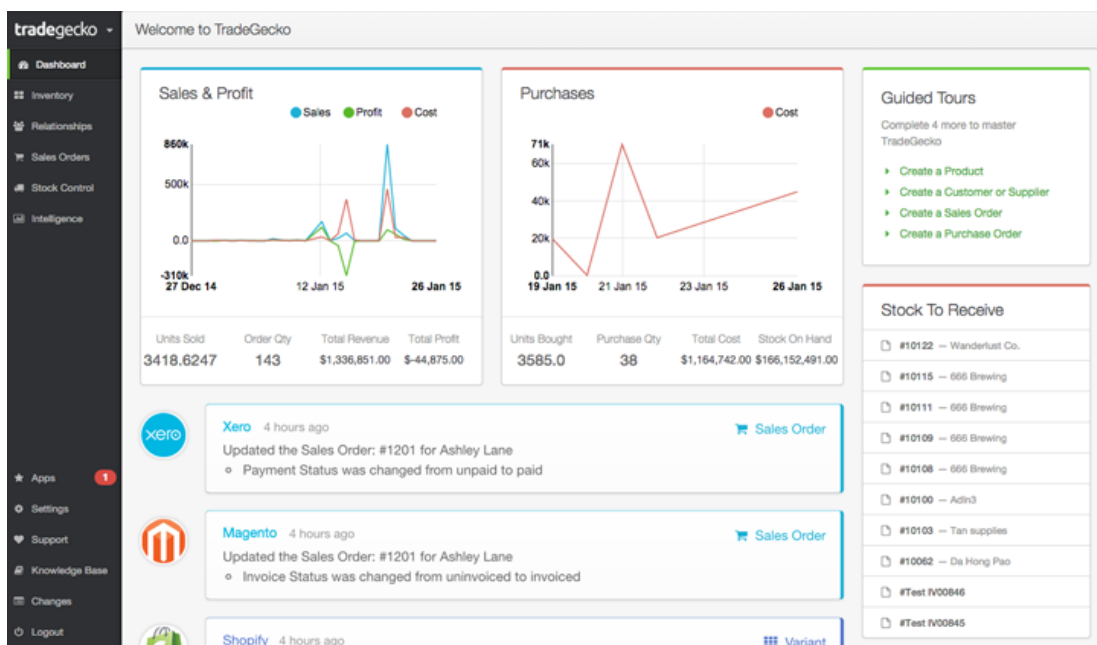 tradegecko
Dashboard
Inventory
Relationships
Sales Orders
Stock Control
Intelligence
Apps 1
Settings
Support
Knowledge Base
Changes
Logout
Welcome to TradeGecko
Sales & Profit
Sales Profit Cost
860k
500k
0.0
-310k
27 Dec 14 12 Jan 15 26 Jan 15
Units Sold Order Qty Total Revenue Total Profit
3418.6247 143 $1,336,851.00 $-44,875.00
Purchases
Cost
71k
60k
40k
20k
0.0
19 Jan 15 21 Jan 15 23 Jan 15 26 Jan 15
Units Bought Purchase Qty Total Cost Stock On Hand
3585.0 38 $1,164,742.00 $166,152,491.00
xero
Xero 4 hours ago Sales Order
Updated the Sales Order: #1201 for Ashley Lane
Payment Status was changed from unpaid to paid
Magento 4 hours ago Sales Order
Updated the Sales Order: #1201 for Ashley Lane
Invoice Status was changed from uninvoiced to invoiced
Shopify 4 hours ago Variant
Guided Tours
Complete 4 more to master
TradeGecko
Create a Product
Create a Customer or Supplier
Create a Sales Order
Create a Purchase Order
Stock To Receive
#10122 — Wanderlust Co.
#10115 — 666 Brewing
#10111 — 666 Brewing
#10109 — 666 Brewing
#10108 — 666 Brewing
#10100 — Adln3
#10103 — Tan supplies
#10062 — Da Hong Pao
#Test IV00846
#Test IV00845